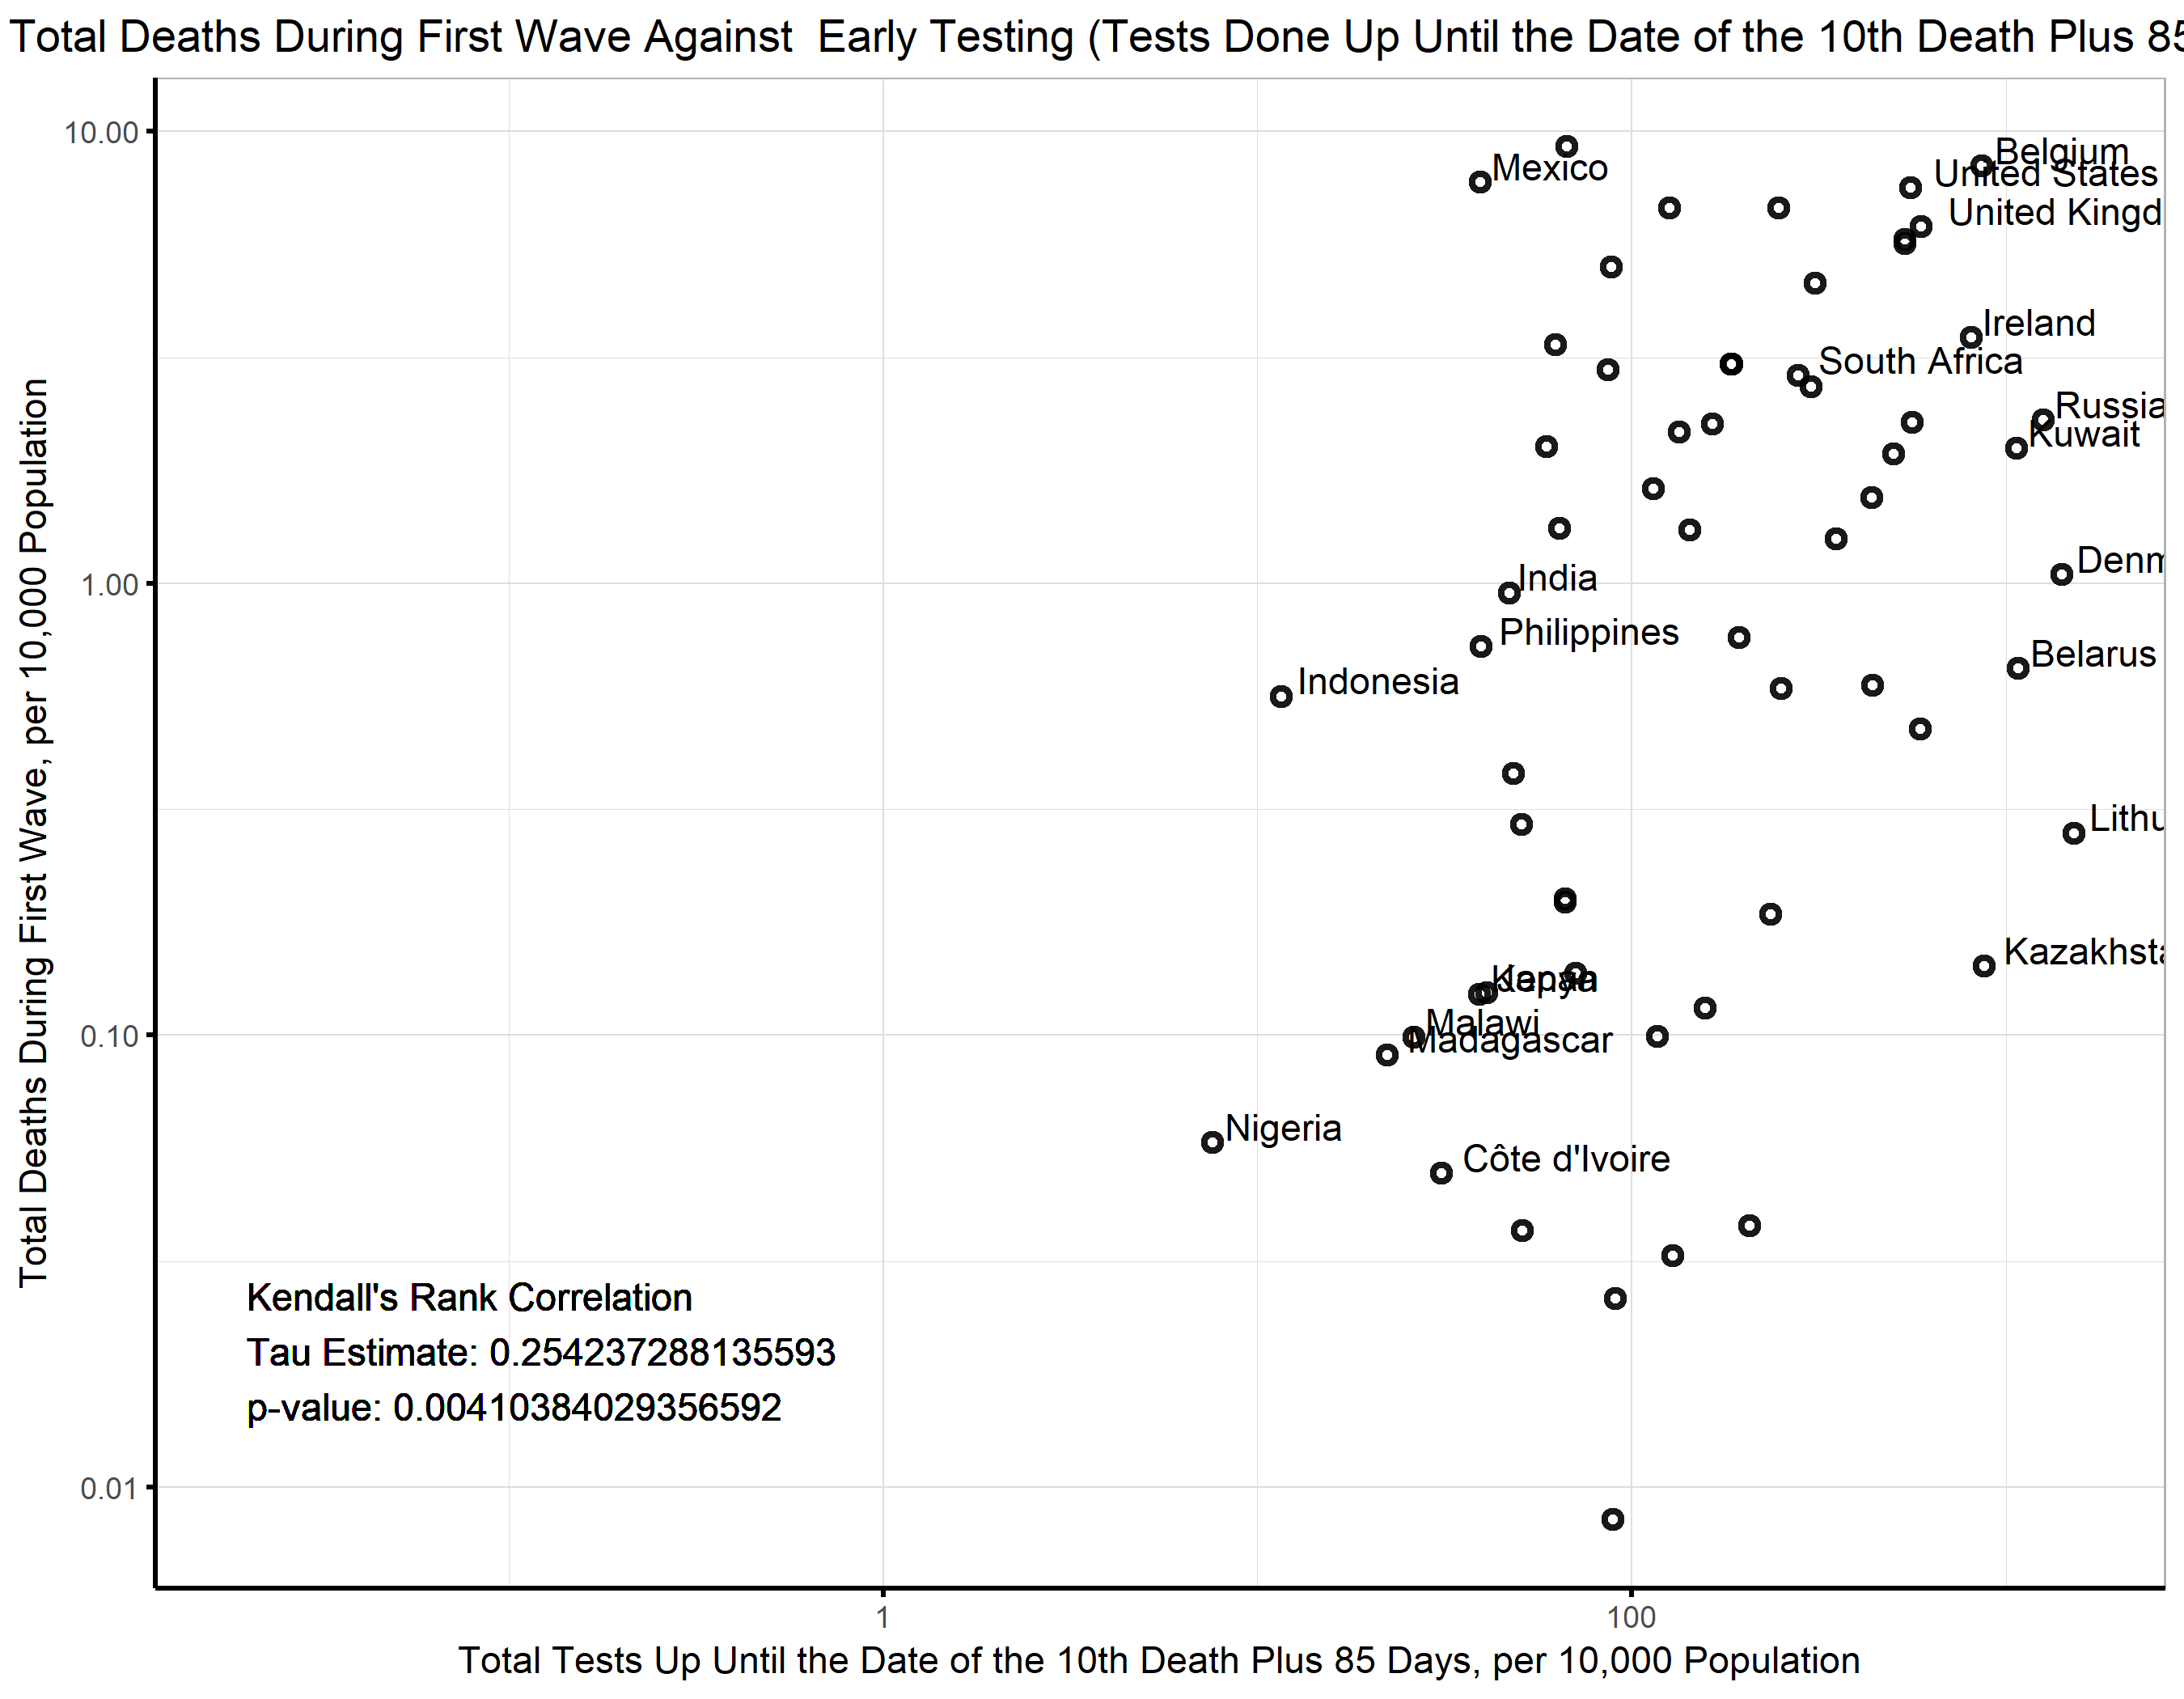 Total Deaths During First Wave Against  Early Testing (Tests Done Up Until the Date of the 10th Death Plus 85
Total Deaths During First Wave, per 10,000 Population
10.00
1.00
0.10
0.01
Belgium
Mexico
United States
United Kingd
Ireland
South Africa
Russia
Kuwait
Denm
India
Philippines
Belarus
Indonesia
Lithu
Kazakhsta
Kenya
Japan
Malawi
Madagascar
Nigeria
Côte d'Ivoire
Kendall's Rank Correlation
Tau Estimate: 0.254237288135593
p-value: 0.00410384029356592
1
100
Total Tests Up Until the Date of the 10th Death Plus 85 Days, per 10,000 Population